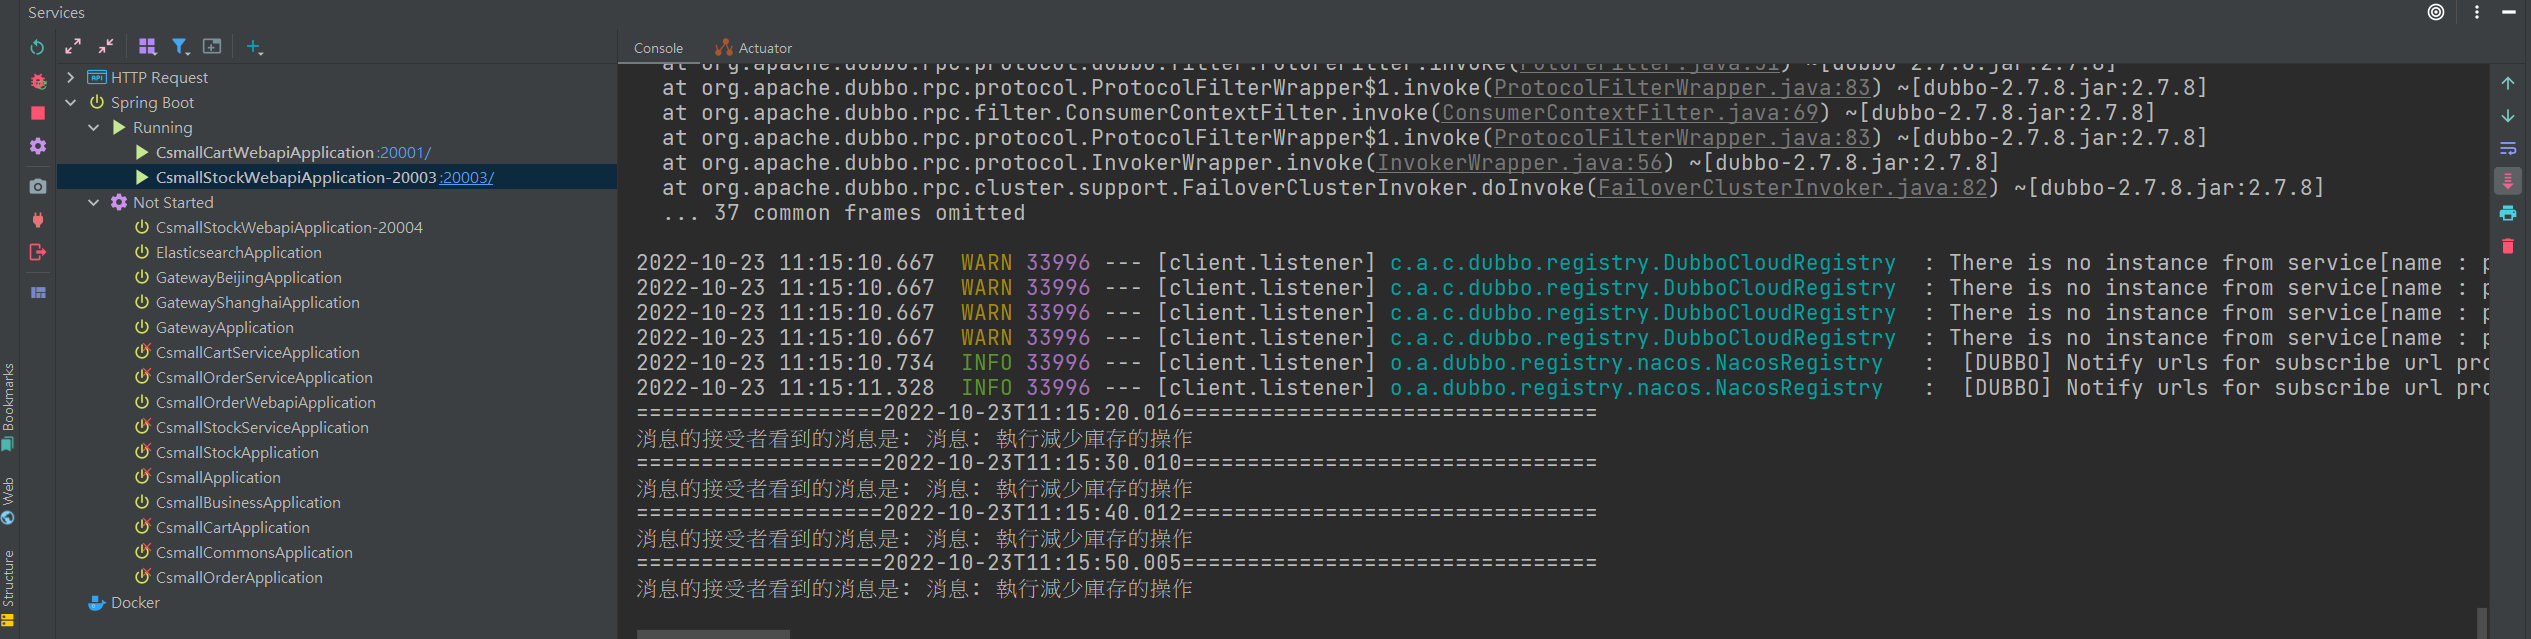 Services
Console
Actuator
HTTP Request
Spring Boot
Running
CsmallCartWebapiApplication :20001/
CsmallStockWebapiApplication-20003 :20003/
Not Started
CsmallStockWebapiApplication-20004
ElasticsearchApplication
GatewayBeijingApplication
GatewayShanghaiApplication
GatewayApplication
CsmallCartServiceApplication
CsmallOrderServiceApplication
CsmallOrderWebapiApplication
CsmallStockServiceApplication
CsmallStockApplication
CsmallApplication
CsmallBusinessApplication
CsmallCartApplication
CsmallCommonsApplication
CsmallOrderApplication
Docker
Bookmarks
Web
Structure
at org.apache.dubbo.rpc.protocol.dubbo.filter.FutureFilter.invoke(FutureFilter.java:51) ~[dubbo-2.7.8.jar:2.7.8]
at org.apache.dubbo.rpc.protocol.ProtocolFilterWrapper$1.invoke(ProtocolFilterWrapper.java:83) ~[dubbo-2.7.8.jar:2.7.8]
at org.apache.dubbo.rpc.filter.ConsumerContextFilter.invoke(ConsumerContextFilter.java:69) ~[dubbo-2.7.8.jar:2.7.8]
at org.apache.dubbo.rpc.protocol.ProtocolFilterWrapper$1.invoke(ProtocolFilterWrapper.java:83) ~[dubbo-2.7.8.jar:2.7.8]
at org.apache.dubbo.rpc.protocol.InvokerWrapper.invoke(InvokerWrapper.java:56) ~[dubbo-2.7.8.jar:2.7.8]
at org.apache.dubbo.rpc.cluster.support.FailoverClusterInvoker.doInvoke(FailoverClusterInvoker.java:82) ~[dubbo-2.7.8.jar:2.7.8]
... 37 common frames omitted
2022-10-23 11:15:10.667 WARN 33996 --- [client.listener] c.a.c.dubbo.registry.DubboCloudRegistry : There is no instance from service[name : p
2022-10-23 11:15:10.667 WARN 33996 --- [client.listener] c.a.c.dubbo.registry.DubboCloudRegistry : There is no instance from service[name : p
2022-10-23 11:15:10.667 WARN 33996 --- [client.listener] c.a.c.dubbo.registry.DubboCloudRegistry : There is no instance from service[name : p
2022-10-23 11:15:10.667 WARN 33996 --- [client.listener] c.a.c.dubbo.registry.DubboCloudRegistry : There is no instance from service[name : p
2022-10-23 11:15:10.734 INFO 33996 --- [client.listener] o.a.dubbo.registry.nacos.NacosRegistry : [DUBBO] Notify urls for subscribe url pro
2022-10-23 11:15:11.328 INFO 33996 --- [client.listener] o.a.dubbo.registry.nacos.NacosRegistry : [DUBBO] Notify urls for subscribe url pro
===================2022-10-23T11:15:20.016================================
消息的接受者看到的消息是: 消息: 執行減少庫存的操作
===================2022-10-23T11:15:30.010================================
消息的接受者看到的消息是: 消息: 執行減少庫存的操作
===================2022-10-23T11:15:40.012================================
消息的接受者看到的消息是: 消息: 執行減少庫存的操作
===================2022-10-23T11:15:50.005================================
消息的接受者看到的消息是: 消息: 執行減少庫存的操作